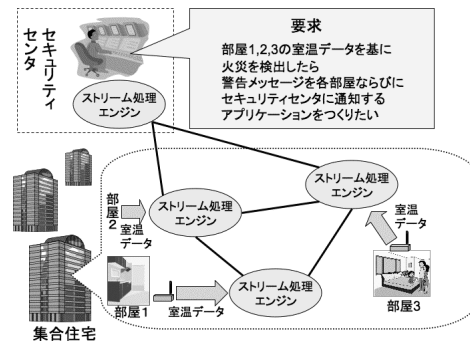 セキュリティ
センタ
ストリーム処理
エンジン
要求
部屋1,2,3の室温データを基に
火災を検出したら
警告メッセージを各部屋ならびに
セキュリティセンタに通知する
アプリケーションをつくりたい
部屋2
室温
データ
ストリーム処理
エンジン
ストリーム処理
エンジン
室温
データ
部屋1
室温データ
ストリーム処理
エンジン
部屋3
集合住宅